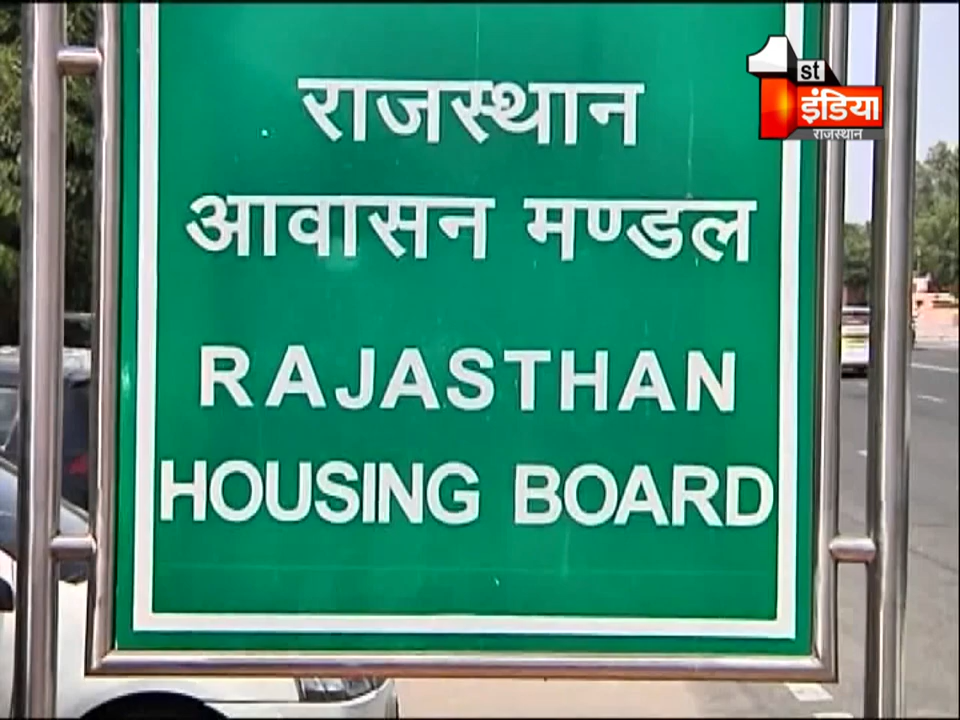 राजस्थान
आवासन मण्डल
RAJASTHAN
HOUSING BOARD
1st
इंडिया
राजस्थान